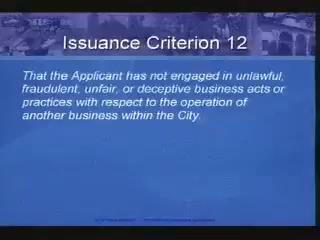 Issuance Criterion 12
That the Applicant has not engaged in unlawful,
fraudulent, unfair, or deceptive business acts or
practices with respect to the operation of
another business within the City.